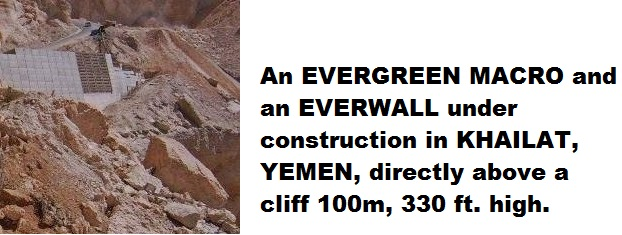 An EVERGREEN MACRO and
an EVERWALL under
construction in KHAILAT,
YEMEN, directly above a
cliff 100m, 330 ft. high.